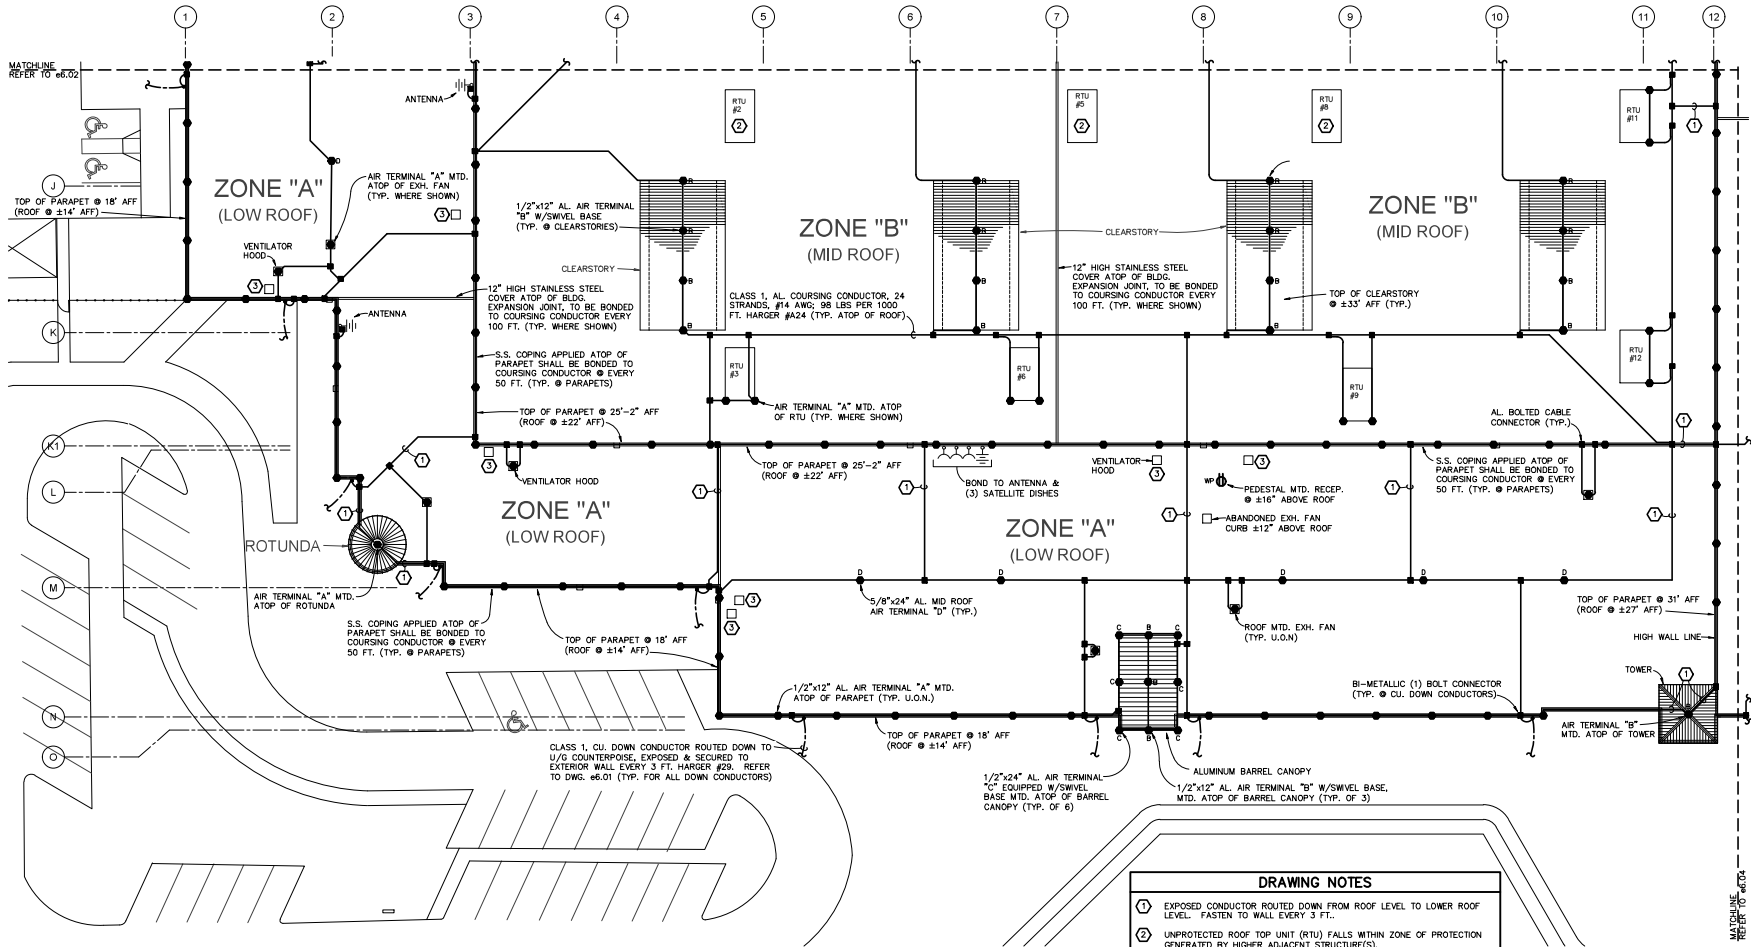 1
2
3
4
5
6
7
8
9
10
11
12
MATCHLINE
REFER TO e6.02
ANTENNA
RTU
#2
2
RTU
#5
2
RTU
#8
2
RTU
#11
1
J
TOP OF PARAPET @ 18' AFF
(ROOF @ ±14' AFF)
ZONE "A"
(LOW ROOF)
AIR TERMINAL "A" MTD.
ATOP OF EXH. FAN
(TYP. WHERE SHOWN)
3
VENTILATOR
HOOD
3
1/2"x12" AL. AIR TERMINAL
"B" W/SWIVEL BASE
(TYP. @ CLEARSTORIES)
CLEARSTORY
ZONE "B"
(MID ROOF)
CLEARSTORY
ZONE "B"
(MID ROOF)
12" HIGH STAINLESS STEEL
COVER ATOP OF BLDG.
EXPANSION JOINT, TO BE BONDED
TO COURSING CONDUCTOR EVERY
100 FT. (TYP. WHERE SHOWN)
CLASS 1, AL. COURSING CONDUCTOR, 24
STRANDS, #14 AWG; 98 LBS PER 1000
FT. HARGER #A24 (TYP. ATOP OF ROOF)
12" HIGH STAINLESS STEEL
COVER ATOP OF BLDG.
EXPANSION JOINT, TO BE BONDED
TO COURSING CONDUCTOR EVERY
100 FT. (TYP. WHERE SHOWN)
TOP OF CLEARSTORY
@ ±33' AFF (TYP.)
K
ANTENNA
S.S. COPING APPLIED ATOP OF
PARAPET SHALL BE BONDED TO
COURSING CONDUCTOR @ EVERY
50 FT. (TYP. @ PARAPETS)
RTU
#3
RTU
#6
RTU
#9
RTU
#12
TOP OF PARAPET @ 25'-2" AFF
(ROOF @ ±22' AFF)
AIR TERMINAL "A" MTD. ATOP
OF RTU (TYP. WHERE SHOWN)
AL. BOLTED CABLE
CONNECTOR (TYP.)
1
K1
1
3
VENTILATOR HOOD
TOP OF PARAPET @ 25'-2" AFF
(ROOF @ ±22' AFF)
BOND TO ANTENNA &
(3) SATELLITE DISHES
VENTILATOR
HOOD
3
3
WP
PEDESTAL MTD. RECEP.
@ ±16" ABOVE ROOF
S.S. COPING APPLIED ATOP OF
PARAPET SHALL BE BONDED TO
COURSING CONDUCTOR @ EVERY
50 FT. (TYP. @ PARAPETS)
L
1
1
1
1
1
1
ZONE "A"
(LOW ROOF)
ZONE "A"
(LOW ROOF)
ABANDONED EXH. FAN
CURB ±12" ABOVE ROOF
ROTUNDA
1
M
AIR TERMINAL "A" MTD.
ATOP OF ROTUNDA
D
D
D
D
D
3
3
5/8"x24" AL. MID ROOF
AIR TERMINAL "D" (TYP.)
S.S. COPING APPLIED ATOP OF
PARAPET SHALL BE BONDED TO
COURSING CONDUCTOR @ EVERY
50 FT. (TYP. @ PARAPETS)
TOP OF PARAPET @ 18' AFF
(ROOF @ ±14' AFF)
C B C
C B C
C B C
ROOF MTD. EXH. FAN
(TYP. U.O.N)
TOP OF PARAPET @ 31' AFF
(ROOF @ ±27' AFF)
HIGH WALL LINE
TOWER
1
1/2"x12" AL. AIR TERMINAL "A" MTD.
ATOP OF PARAPET (TYP. U.O.N.)
BI-METALLIC (1) BOLT CONNECTOR
(TYP. @ CU. DOWN CONDUCTORS)
AIR TERMINAL "B"
MTD. ATOP OF TOWER
N
O
TOP OF PARAPET @ 18' AFF
(ROOF @ ±14' AFF)
CLASS 1, CU. DOWN CONDUCTOR ROUTED DOWN TO
U/G COUNTERPOISE, EXPOSED & SECURED TO
EXTERIOR WALL EVERY 3 FT. HARGER #29. REFER
TO DWG. e6.01 (TYP. FOR ALL DOWN CONDUCTORS)
1/2"x24" AL. AIR TERMINAL
"C" EQUIPPED W/SWIVEL
BASE MTD. ATOP OF BARREL
CANOPY (TYP. OF 6)
ALUMINUM BARREL CANOPY
1/2"x12" AL. AIR TERMINAL "B" W/SWIVEL BASE,
MTD. ATOP OF BARREL CANOPY (TYP. OF 3)
DRAWING NOTES
1 EXPOSED CONDUCTOR ROUTED DOWN FROM ROOF LEVEL TO LOWER ROOF
LEVEL. FASTEN TO WALL EVERY 3 FT..
2 UNPROTECTED ROOF TOP UNIT (RTU) FALLS WITHIN ZONE OF PROTECTION
GENERATED BY HIGHER ADJACENT STRUCTURE(S).
MATCHLINE
REFER TO e6.04